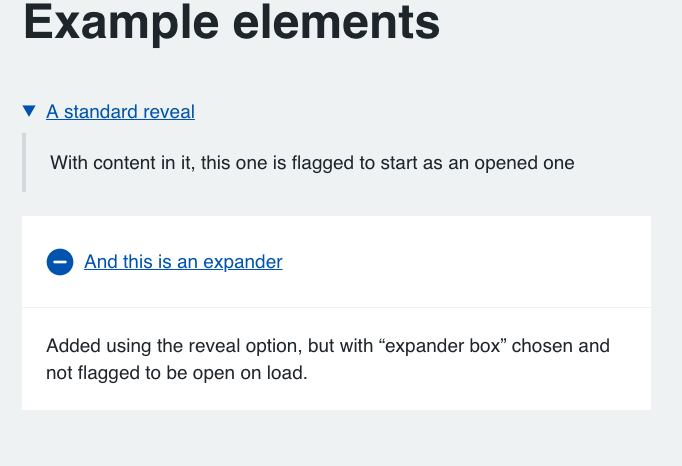 Example elements
A standard reveal
With content in it, this one is flagged to start as an opened one
And this is an expander
Added using the reveal option, but with “expander box” chosen and
not flagged to be open on load.